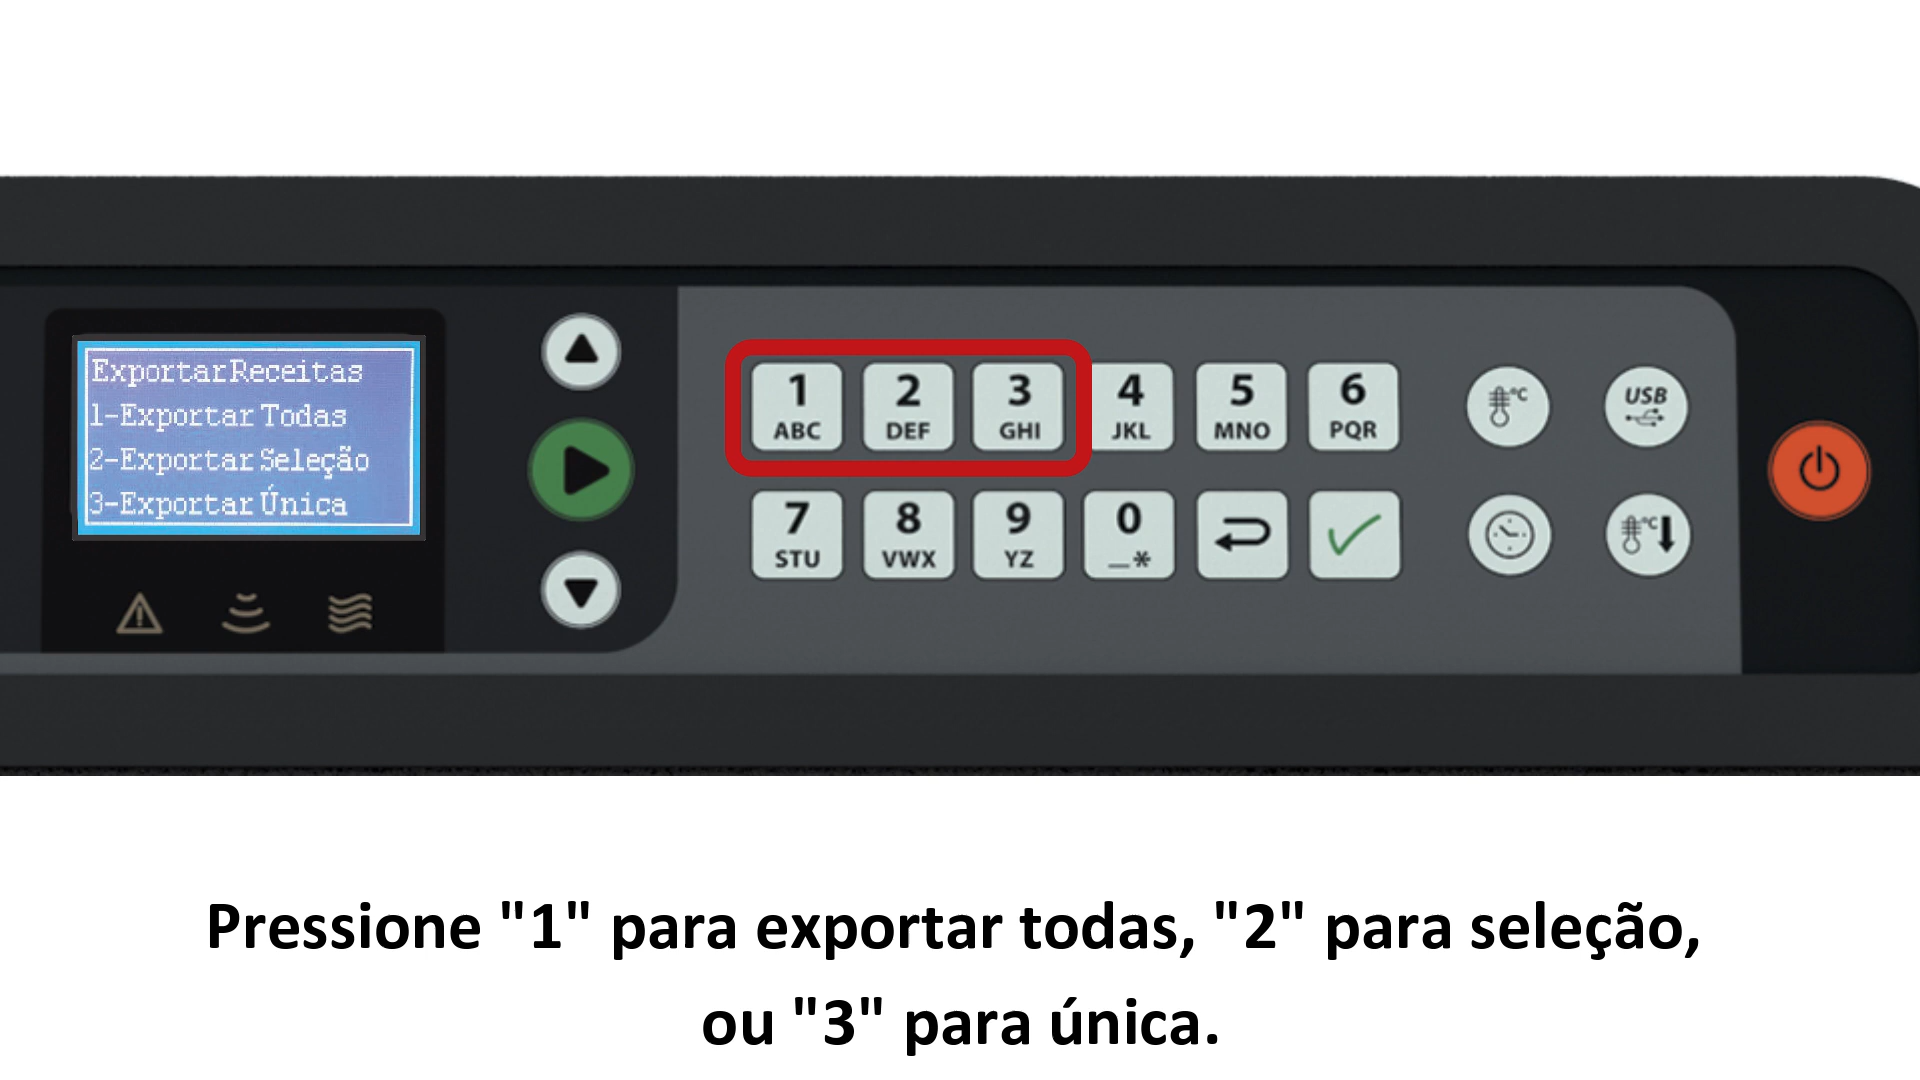 ExportarReceitas
1-Exportar Todas
2-Exportar Seleção
3-Exportar Única
1 2 3 4 5 6
ABC DEF GHI JKL MNO PQR
°C USB
7 8 9 0
STU VWX YZ _*
°C
Pressione "1" para exportar todas, "2" para seleção,
ou "3" para única.